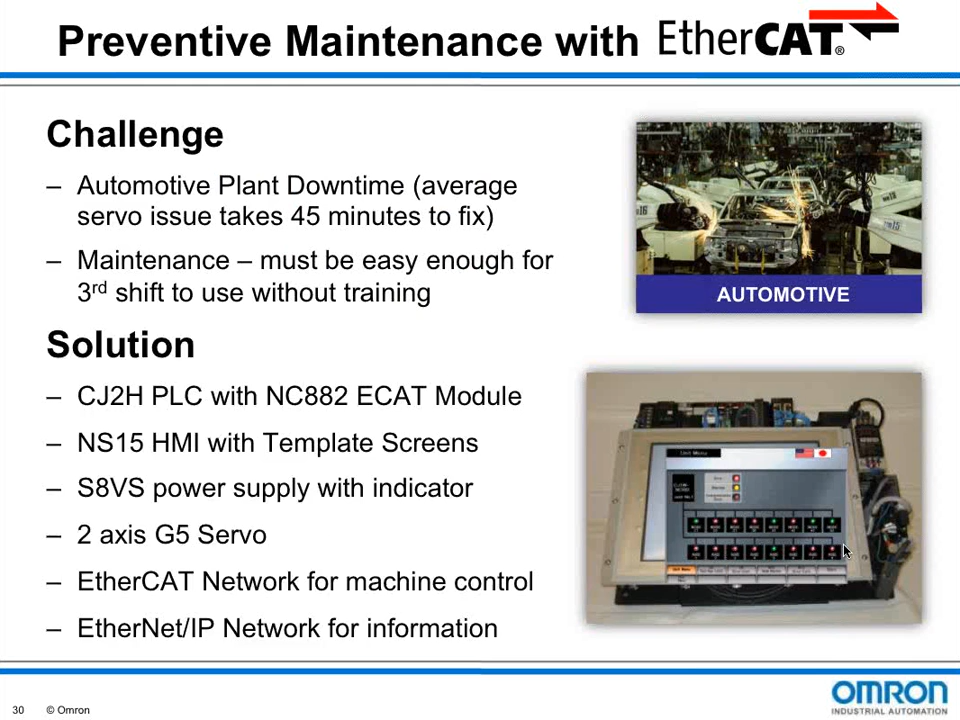 Preventive Maintenance with EtherCAT®
Challenge
– Automotive Plant Downtime (average
servo issue takes 45 minutes to fix)
– Maintenance – must be easy enough for
3rd shift to use without training
AUTOMOTIVE
Solution
– CJ2H PLC with NC882 ECAT Module
– NS15 HMI with Template Screens
– S8VS power supply with indicator
– 2 axis G5 Servo
– EtherCAT Network for machine control
– EtherNet/IP Network for information
Unit Menu
30 © Omron
OMRON
INDUSTRIAL AUTOMATION